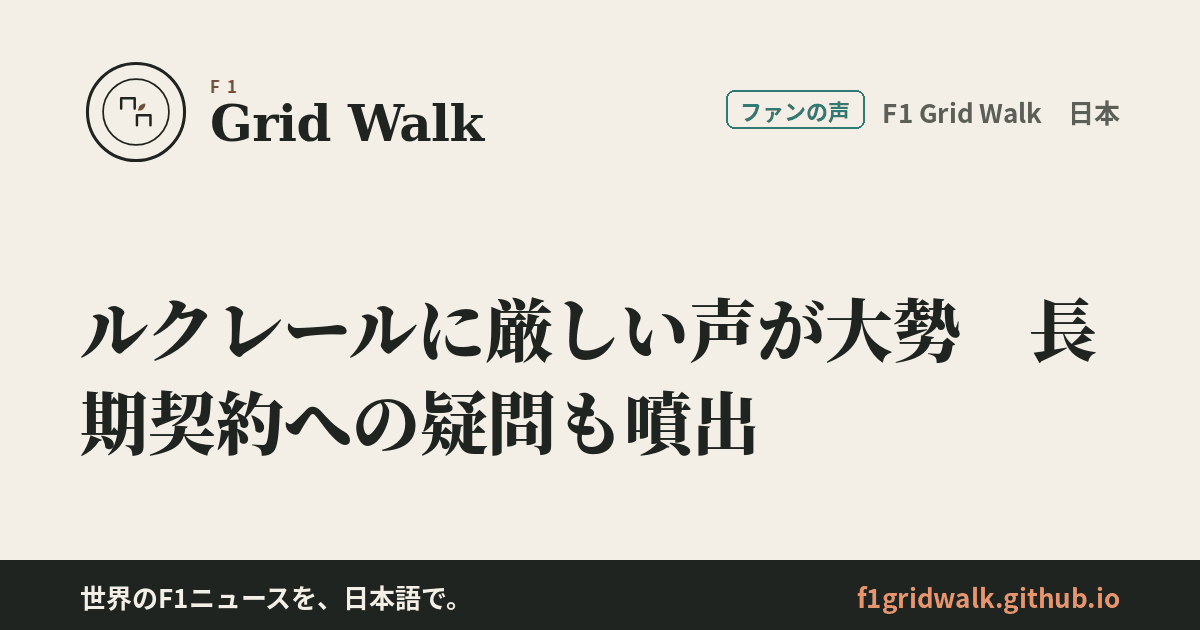 F1
Grid Walk
ファンの声
F1 Grid Walk　日本
ルクレールに厳しい声が大勢　長
期契約への疑問も噴出
世界のF1ニュースを、日本語で。
f1gridwalk.github.io